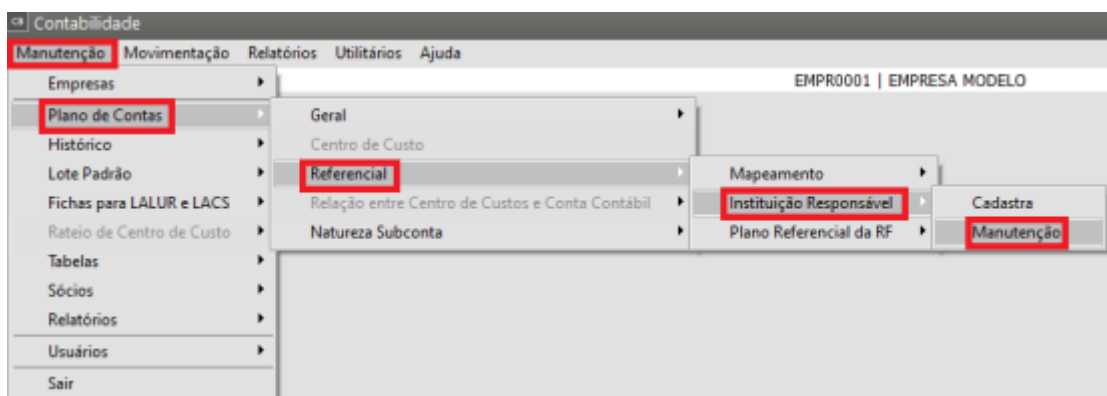 CB Contabilidade
Manutenção Movimentação Relatórios Utilitários Ajuda
EMPR0001 | EMPRESA MODELO
Empresas
Plano de Contas
Histórico
Lote Padrão
Fichas para LALUR e LACS
Rateio de Centro de Custo
Tabelas
Sócios
Relatórios
Usuários
Sair
Geral
Centro de Custo
Referencial
Relação entre Centro de Custos e Conta Contábil
Natureza Subconta
Mapeamento
Instituição Responsável
Plano Referencial da RF
Cadastra
Manutenção